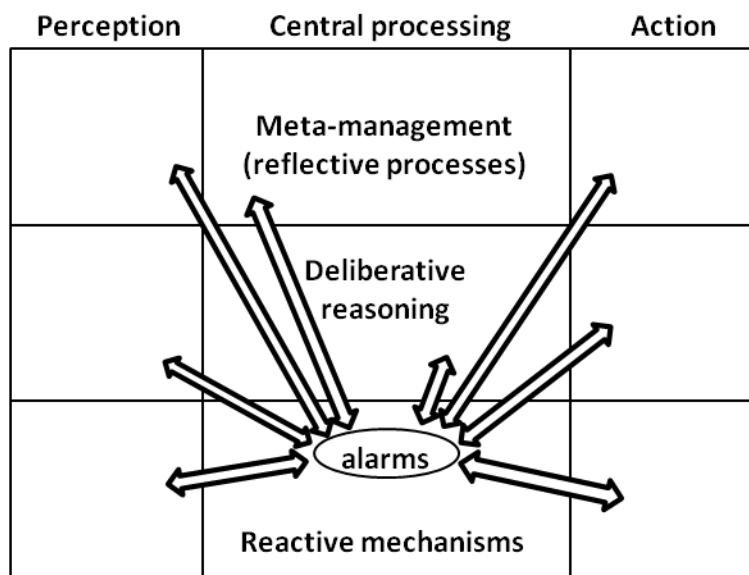 Perception Central processing Action
Meta-management
(reflective processes)
Deliberative
reasoning
alarms
Reactive mechanisms